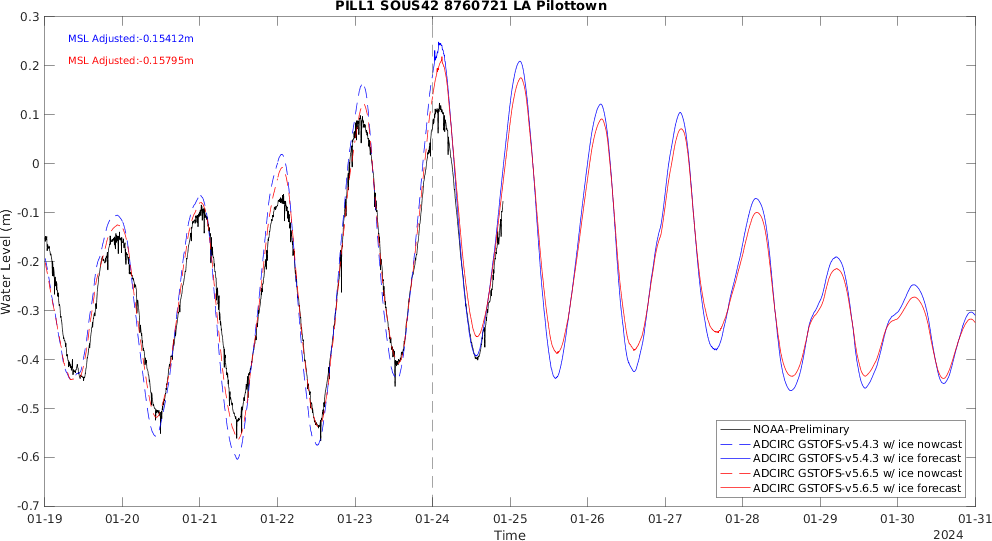 PILL1 SOUS42 8760721 LA Pilottown
MSL Adjusted:-0.15412m
MSL Adjusted:-0.15795m
0.3
0.2
0.1
0
-0.1
-0.2
-0.3
-0.4
-0.5
-0.6
-0.7
Water Level (m)
NOAA-Preliminary
ADCIRC GSTOFS-v5.4.3 w/ ice nowcast
ADCIRC GSTOFS-v5.4.3 w/ ice forecast
ADCIRC GSTOFS-v5.6.5 w/ ice nowcast
ADCIRC GSTOFS-v5.6.5 w/ ice forecast
01-19 01-20 01-21 01-22 01-23 01-24 01-25 01-26 01-27 01-28 01-29 01-30 01-31
Time
2024